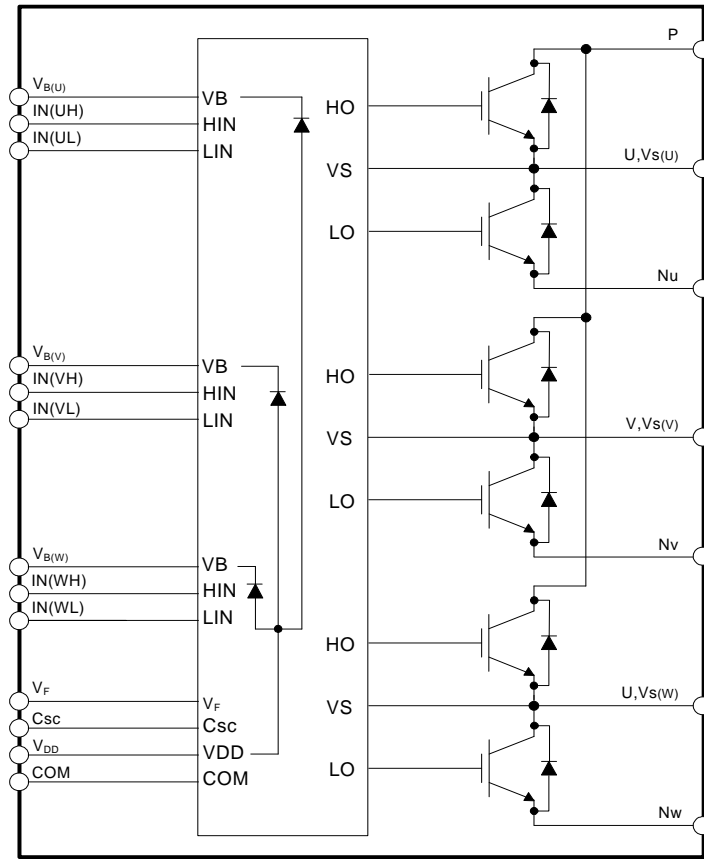 P
VB(U)
VB
IN(UH)
HIN
HO
IN(UL)
LIN
VS
U,Vs(U)
LO
Nu
VB(V)
VB
IN(VH)
HIN
HO
IN(VL)
LIN
VS
V,Vs(V)
LO
Nv
VB(W)
VB
IN(WH)
HIN
IN(WL)
LIN
HO
VF
VF
VS
U,Vs(W)
Csc
Csc
VDD
VDD
LO
COM
COM
Nw